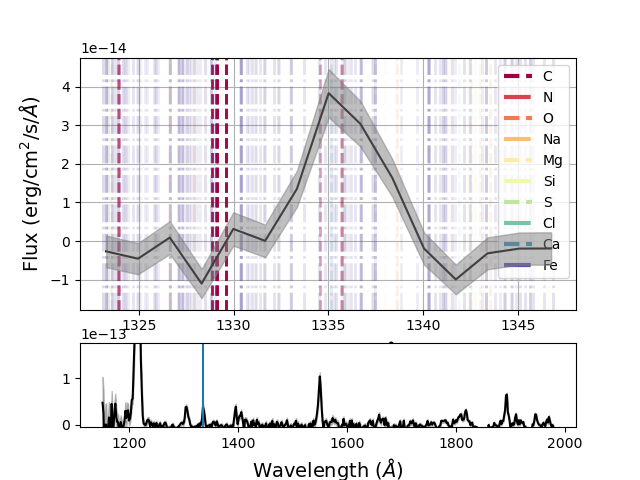 1e−14
4
3
2
1
0
−1
Flux (erg/cm²/s/Å)
C
N
O
Na
Mg
Si
S
Cl
Ca
Fe
1325 1330 1335 1340 1345
1e−13
1
0
1200 1400 1600 1800 2000
Wavelength (Å)